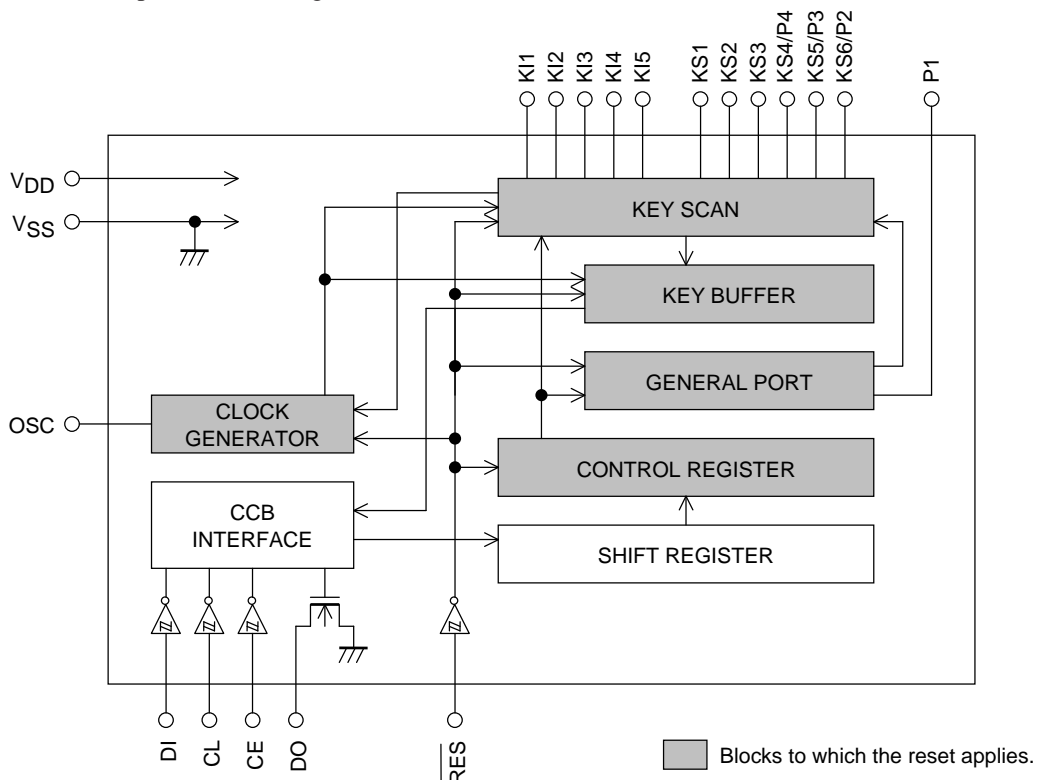 KI1
KI2
KI3
KI4
KI5
KS1
KS2
KS3
KS4/P4
KS5/P3
KS6/P2
P1
VDD
VSS
KEY SCAN
KEY BUFFER
GENERAL PORT
OSC
CLOCK
GENERATOR
CONTROL REGISTER
CCB
INTERFACE
SHIFT REGISTER
DI
CL
CE
DO
RES
Blocks to which the reset applies.